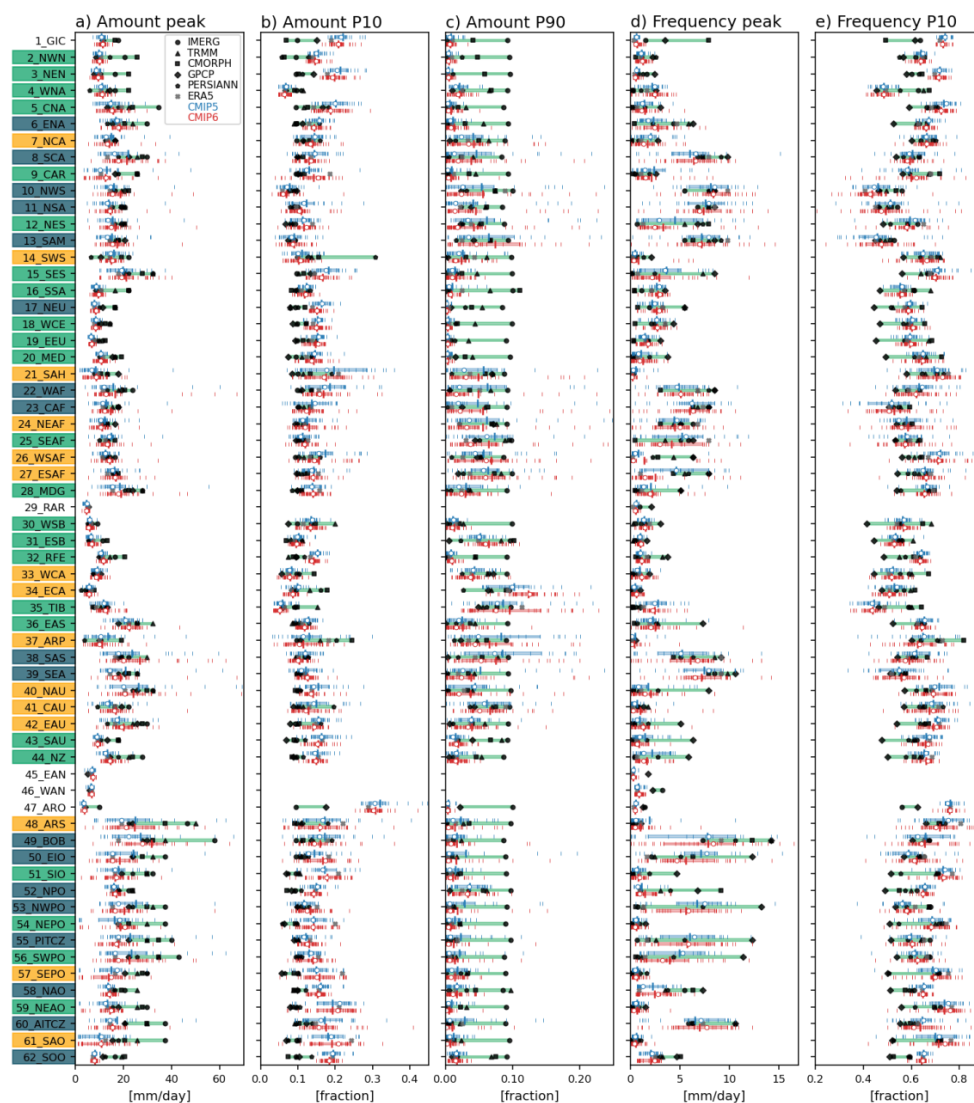 a) Amount peak b) Amount P10 c) Amount P90 d) Frequency peak e) Frequency P10
IMERG
TRMM
CMORPH
GPCP
PERSIANN
ERA5
CMIP5
CMIP6
1_GIC
2_NWN
3_NEN
4_WNA
5_CNA
6_ENA
7_NCA
8_SCA
9_CAR
10_NWS
11_NSA
12_NES
13_SAM
14_SWS
15_SES
16_SSA
17_NEU
18_WCE
19_EEU
20_MED
21_SAH
22_WAF
23_CAF
24_NEAF
25_SEAF
26_WSAF
27_ESAF
28_MDG
29_RAR
30_WSB
31_ESB
32_RFE
33_WCA
34_ECA
35_TIB
36_EAS
37_ARP
38_SAS
39_SEA
40_NAU
41_CAU
42_EAU
43_SAU
44_NZ
45_EAN
46_WAN
47_ARO
48_ARS
49_BOB
50_EIO
51_SIO
52_NPO
53_NWPO
54_NEPO
55_PITCZ
56_SWPO
57_SEPO
58_NAO
59_NEAO
60_AITCZ
61_SAO
62_SOO
0 20 40 60 0.0 0.1 0.2 0.3 0.4 0.00 0.10 0.20 0 5 10 15 0.2 0.4 0.6 0.8
[mm/day] [fraction] [fraction] [mm/day] [fraction]